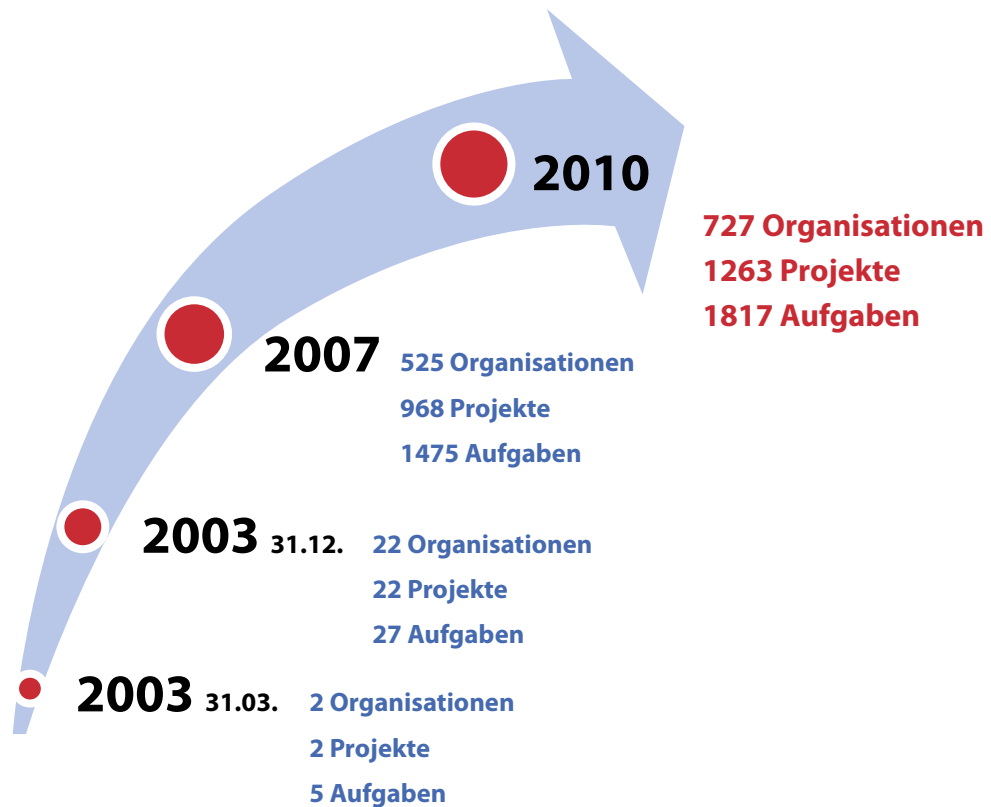 2010
727 Organisationen
1263 Projekte
1817 Aufgaben
2007 525 Organisationen
968 Projekte
1475 Aufgaben
2003 31.12. 22 Organisationen
22 Projekte
27 Aufgaben
2003 31.03. 2 Organisationen
2 Projekte
5 Aufgaben